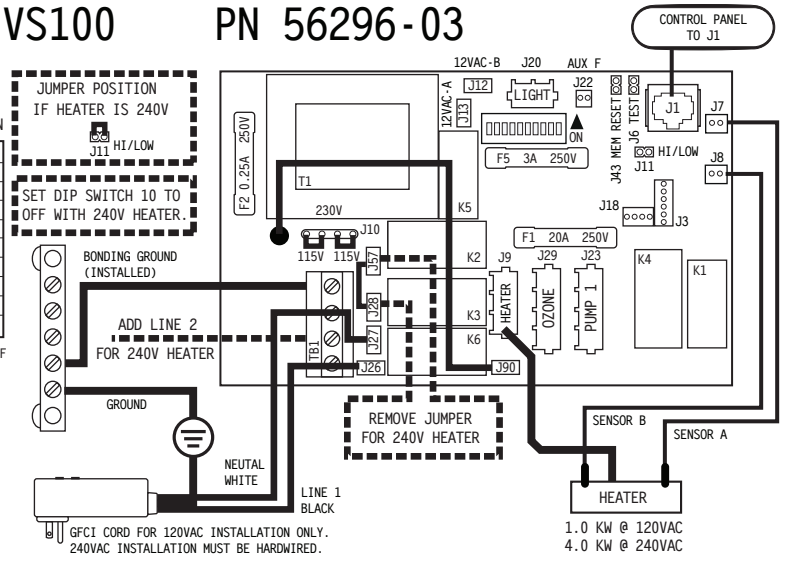 VS100 PN 56296-03
CONTROL PANEL
TO J1
JUMPER POSITION
IF HEATER IS 240V
J11
HI/LOW
SET DIP SWITCH 10 TO
OFF WITH 240V HEATER.
N
F
12VAC-B
J20
AUX F
J12
LIGHT
J22
12VAC-A
J13
ON
F5 3A 250V
J43 MEM RESET
J6 TEST
J1
J7
HI/LOW
J11
J8
J18
J3
F2 0.25A 250V
T1
230V
K5
J10
115V 115V
F1 20A 250V
J57
K2
J9
J29
J23
K4
K1
HEATER
OZONE
PUMP 1
J28
K3
J27
K6
TB1
J26
J90
BONDING GROUND
(INSTALLED)
ADD LINE 2
FOR 240V HEATER
GROUND
REMOVE JUMPER
FOR 240V HEATER
SENSOR B
SENSOR A
NEUTAL
WHITE
LINE 1
BLACK
HEATER
1.0 KW @ 120VAC
4.0 KW @ 240VAC
GFCI CORD FOR 120VAC INSTALLATION ONLY.
240VAC INSTALLATION MUST BE HARDWIRED.